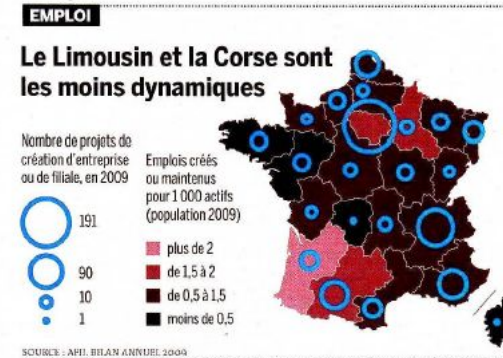 EMPLOI
Le Limousin et la Corse sont
les moins dynamiques
Nombre de projets de
création d'entreprise
ou de filiale, en 2009
191
90
10
1
Emplois créés
ou maintenus
pour 1 000 actifs
(population 2009)
plus de 2
de 1,5 à 2
de 0,5 à 1,5
moins de 0,5
SOURCE : AFII, BILAN ANNUEL 2009